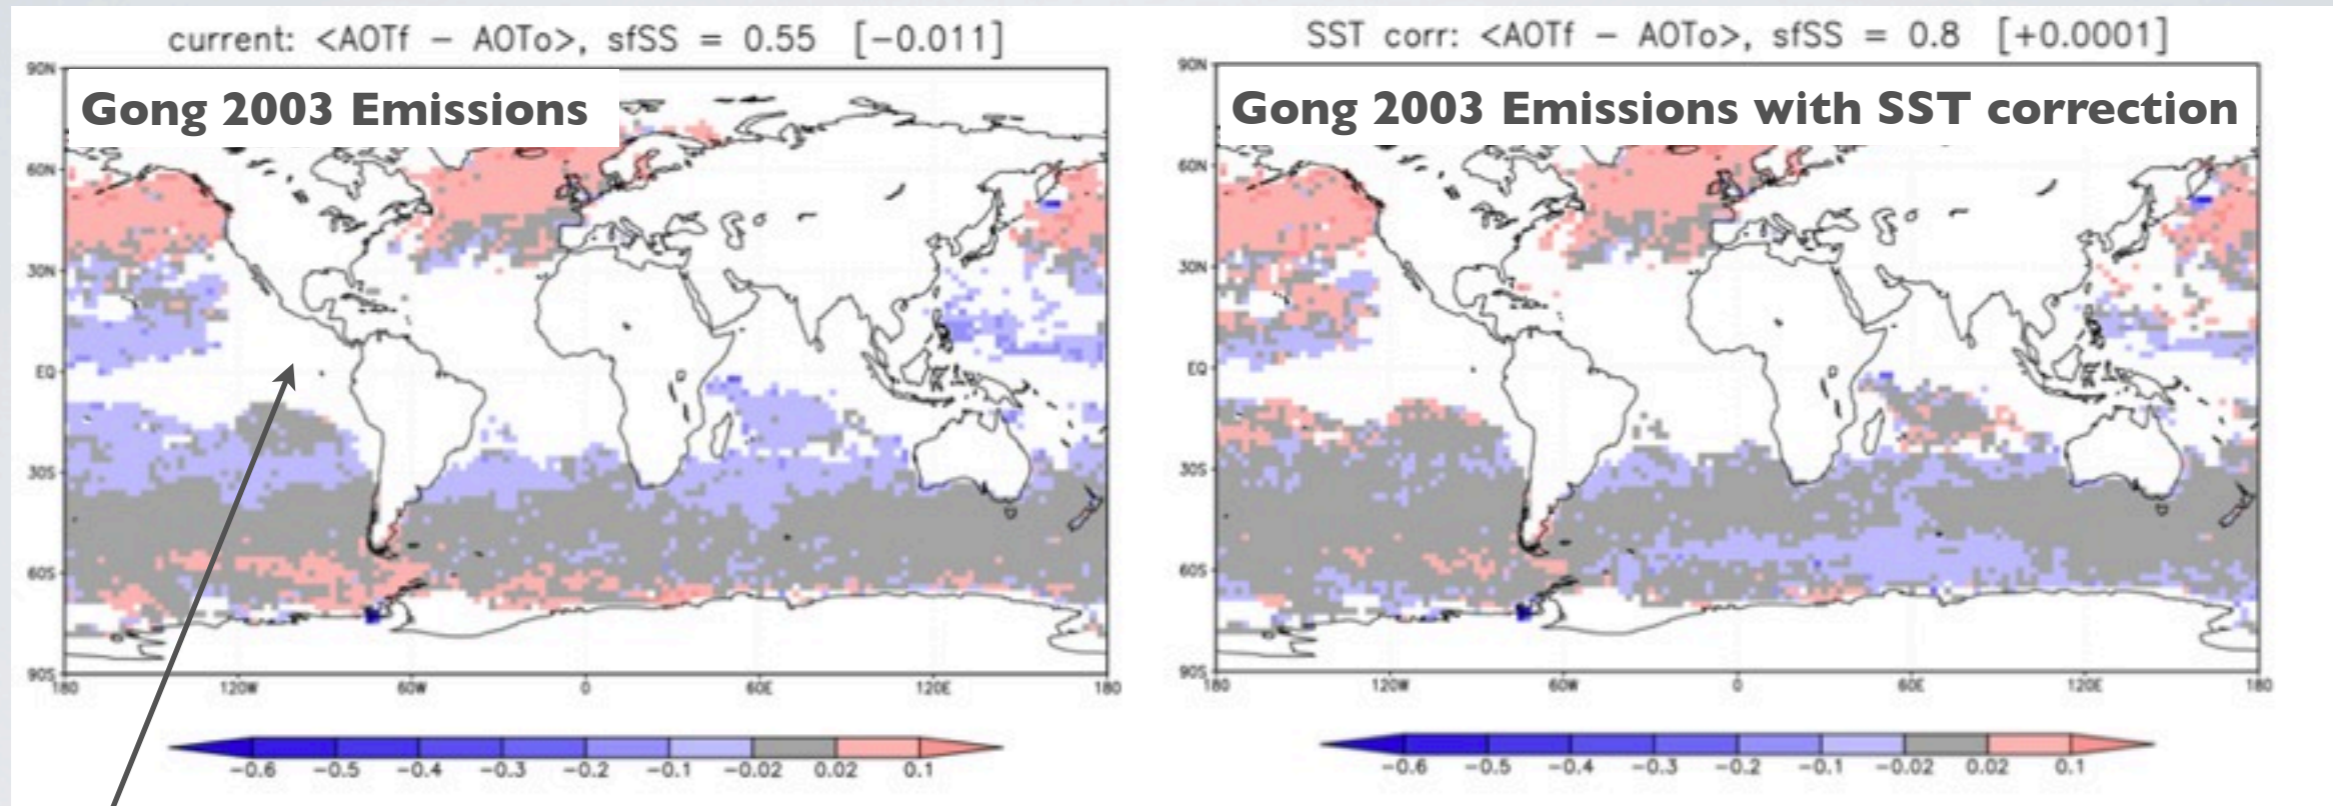 current: <AOTf − AOTo>, sfSS = 0.55 [−0.011]
Gong 2003 Emissions
90N
60N
30N
EQ
30S
60S
90S
180 120W 60W 0 60E 120E 180
−0.6 −0.5 −0.4 −0.3 −0.2 −0.1 −0.02 0.02 0.1
SST corr: <AOTf − AOTo>, sfSS = 0.8 [+0.0001]
Gong 2003 Emissions with SST correction
90N
60N
30N
EQ
30S
60S
90S
180 120W 60W 0 60E 120E 180
−0.6 −0.5 −0.4 −0.3 −0.2 −0.1 −0.02 0.02 0.1